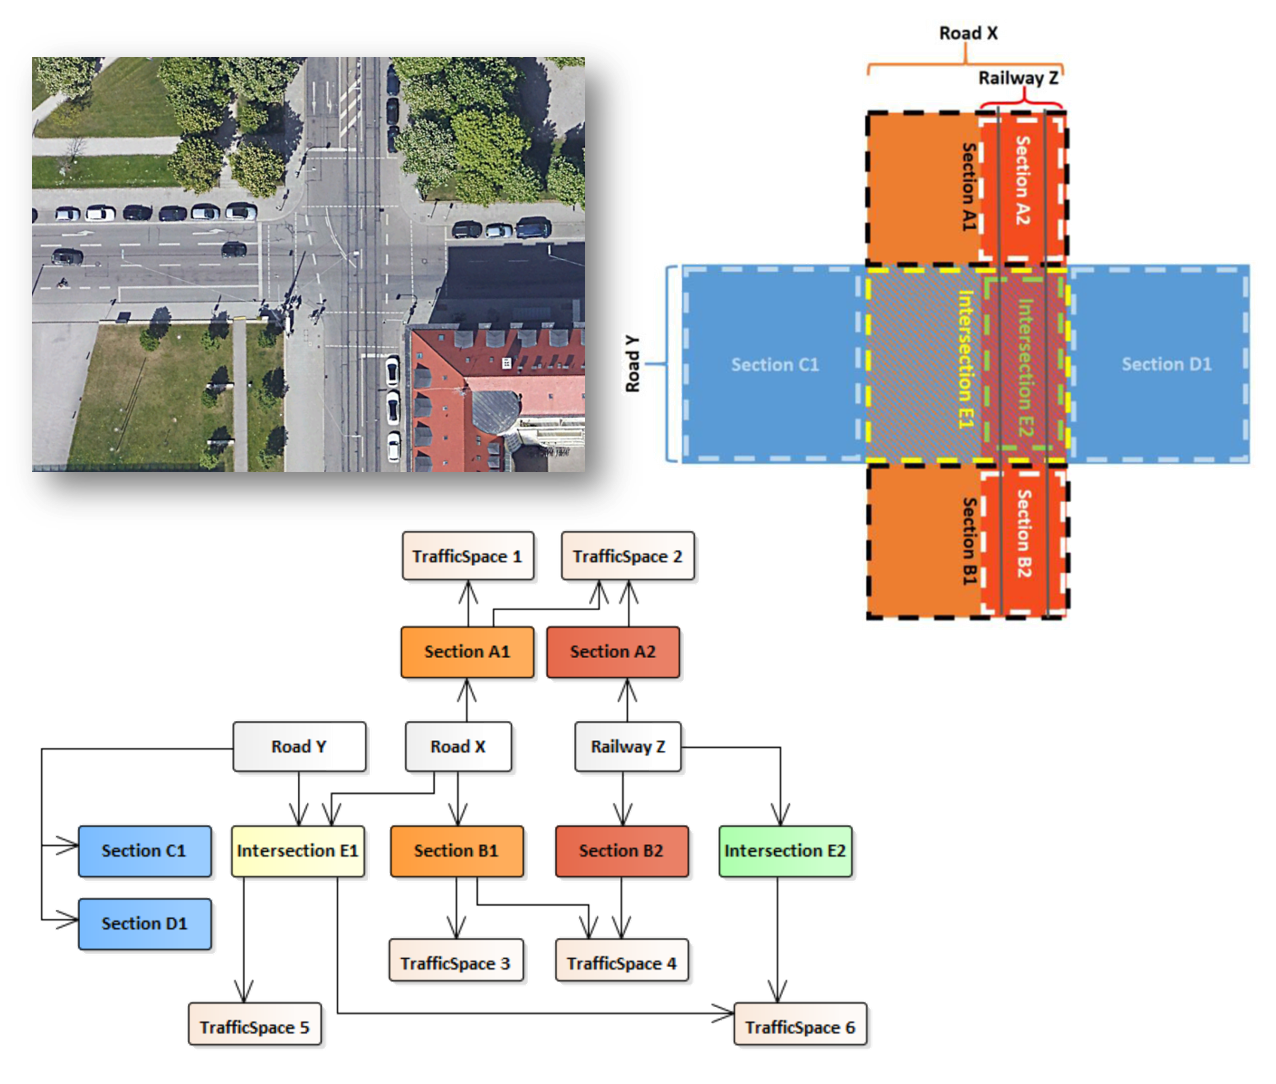 Road X
Railway Z
Section A1
Section A2
Road Y
Section C1
Intersection E1
Intersection E2
Section D1
Section B1
Section B2
TrafficSpace 1
TrafficSpace 2
Section A1
Section A2
Road Y
Road X
Railway Z
Section C1
Intersection E1
Section B1
Section B2
Intersection E2
Section D1
TrafficSpace 3
TrafficSpace 4
TrafficSpace 5
TrafficSpace 6